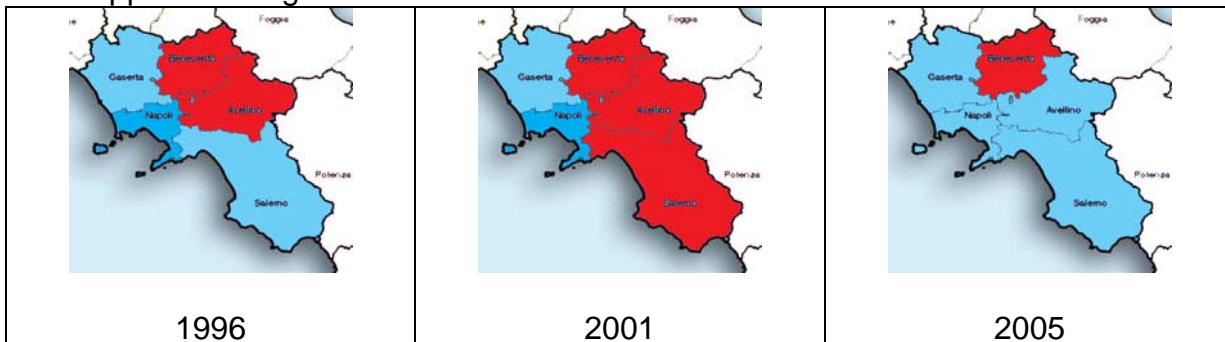 Foggia
Benevento
Caserta
Avellino
Napoli
Potenza
Salerno
Foggia
Benevento
Caserta
Avellino
Napoli
Potenza
Salerno
Foggia
Benevento
Caserta
Avellino
Napoli
Potenza
Salerno
1996
2001
2005